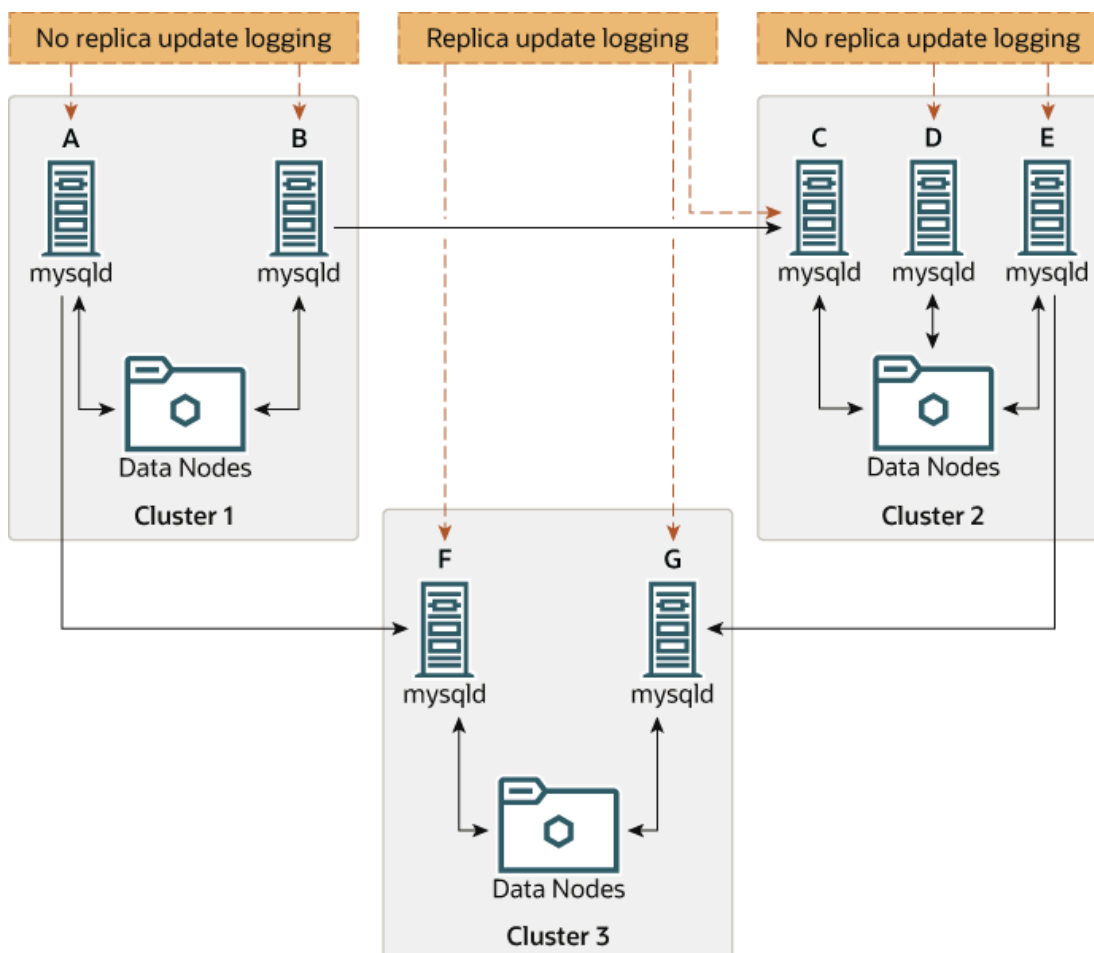 No replica update logging
Replica update logging
No replica update logging
A
B
C
D
E
mysqld
mysqld
mysqld
mysqld
mysqld
Data Nodes
Data Nodes
Cluster 1
Cluster 2
F
G
mysqld
mysqld
Data Nodes
Cluster 3